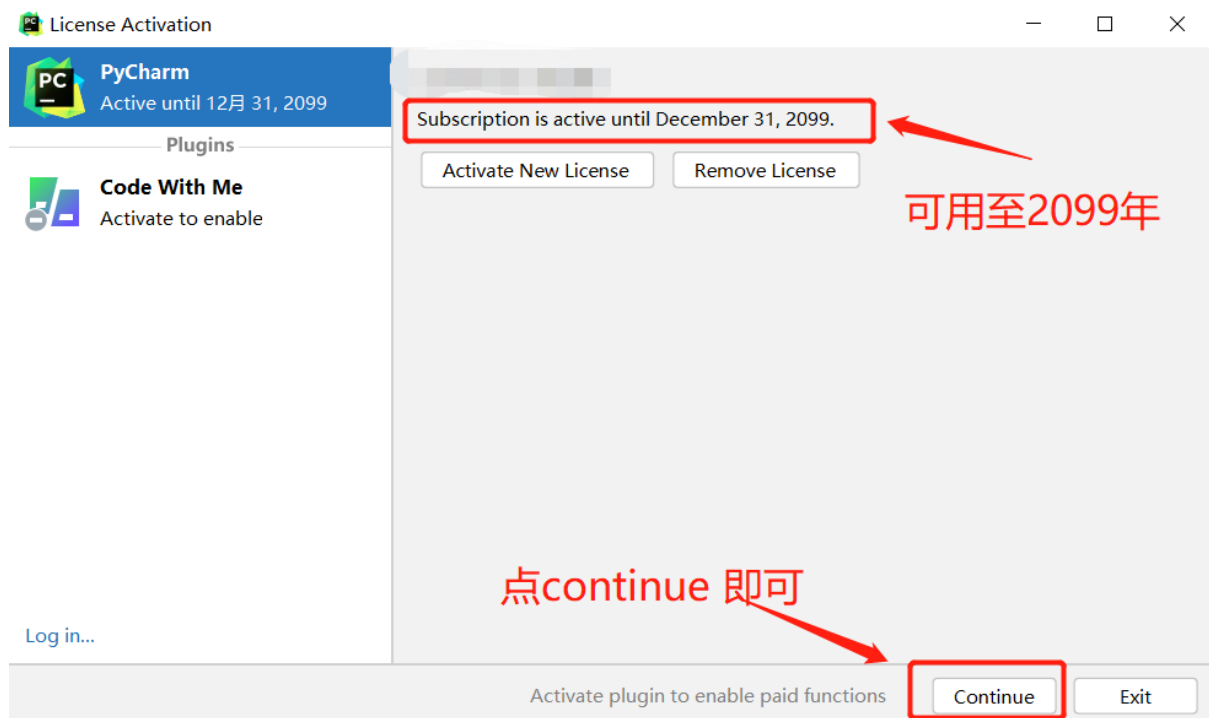 License Activation
PyCharm
Active until 12月 31, 2099
Plugins
Code With Me
Activate to enable
Log in...
Subscription is active until December 31, 2099.
Activate New License
Remove License
可用至2099年
点continue 即可
Activate plugin to enable paid functions
Continue
Exit